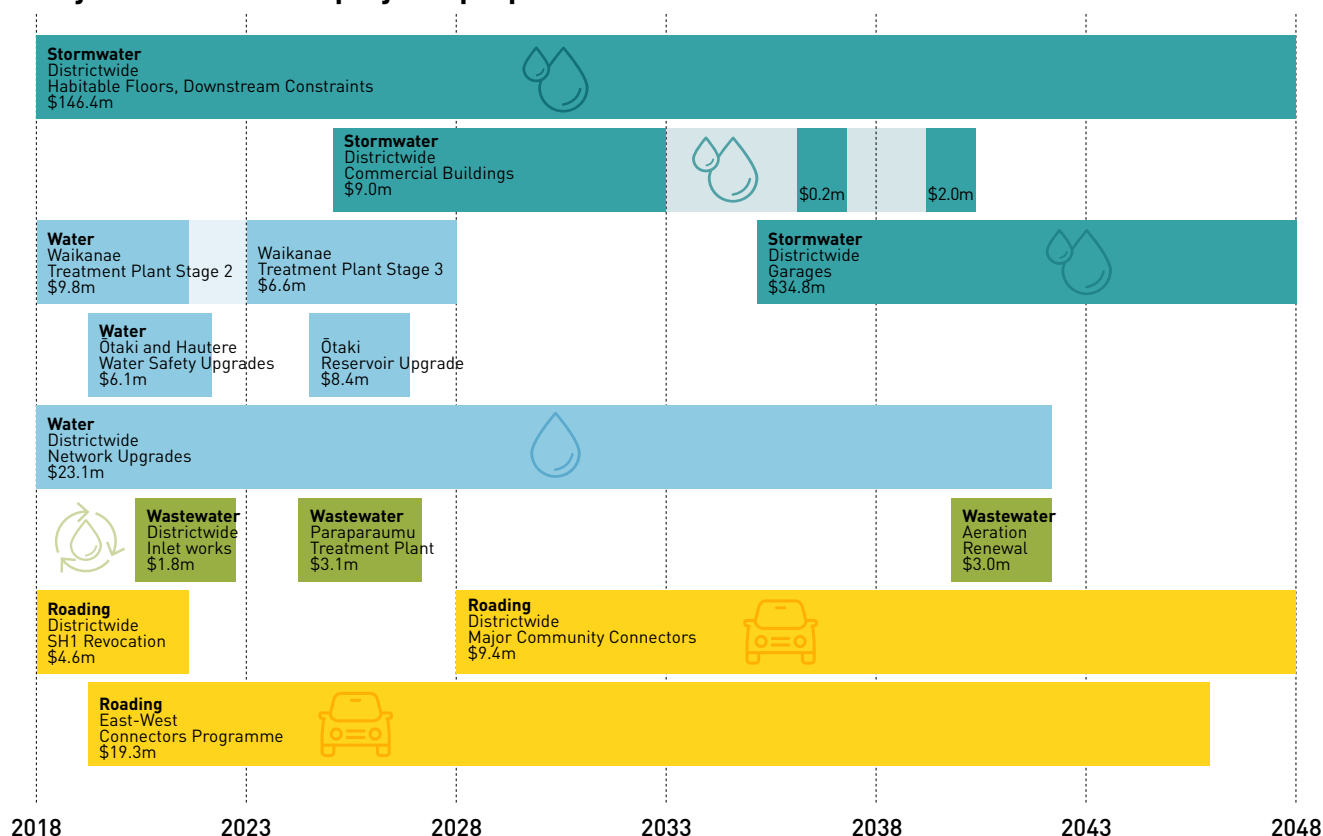 Stormwater
Districtwide
Habitable Floors, Downstream Constraints
$146.4m
Stormwater
Districtwide
Commercial Buildings
$9.0m
$0.2m
$2.0m
Water
Waikanae
Treatment Plant Stage 2
$9.8m
Waikanae
Treatment Plant Stage 3
$6.6m
Stormwater
Districtwide
Garages
$34.8m
Water
Ōtaki and Hautere
Water Safety Upgrades
$6.1m
Ōtaki
Reservoir Upgrade
$8.4m
Water
Districtwide
Network Upgrades
$23.1m
Wastewater
Districtwide
Inlet works
$1.8m
Wastewater
Paraparaumu
Treatment Plant
$3.1m
Wastewater
Aeration
Renewal
$3.0m
Roading
Districtwide
SH1 Revocation
$4.6m
Roading
Districtwide
Major Community Connectors
$9.4m
Roading
East-West
Connectors Programme
$19.3m
2018 2023 2028 2033 2038 2043 2048